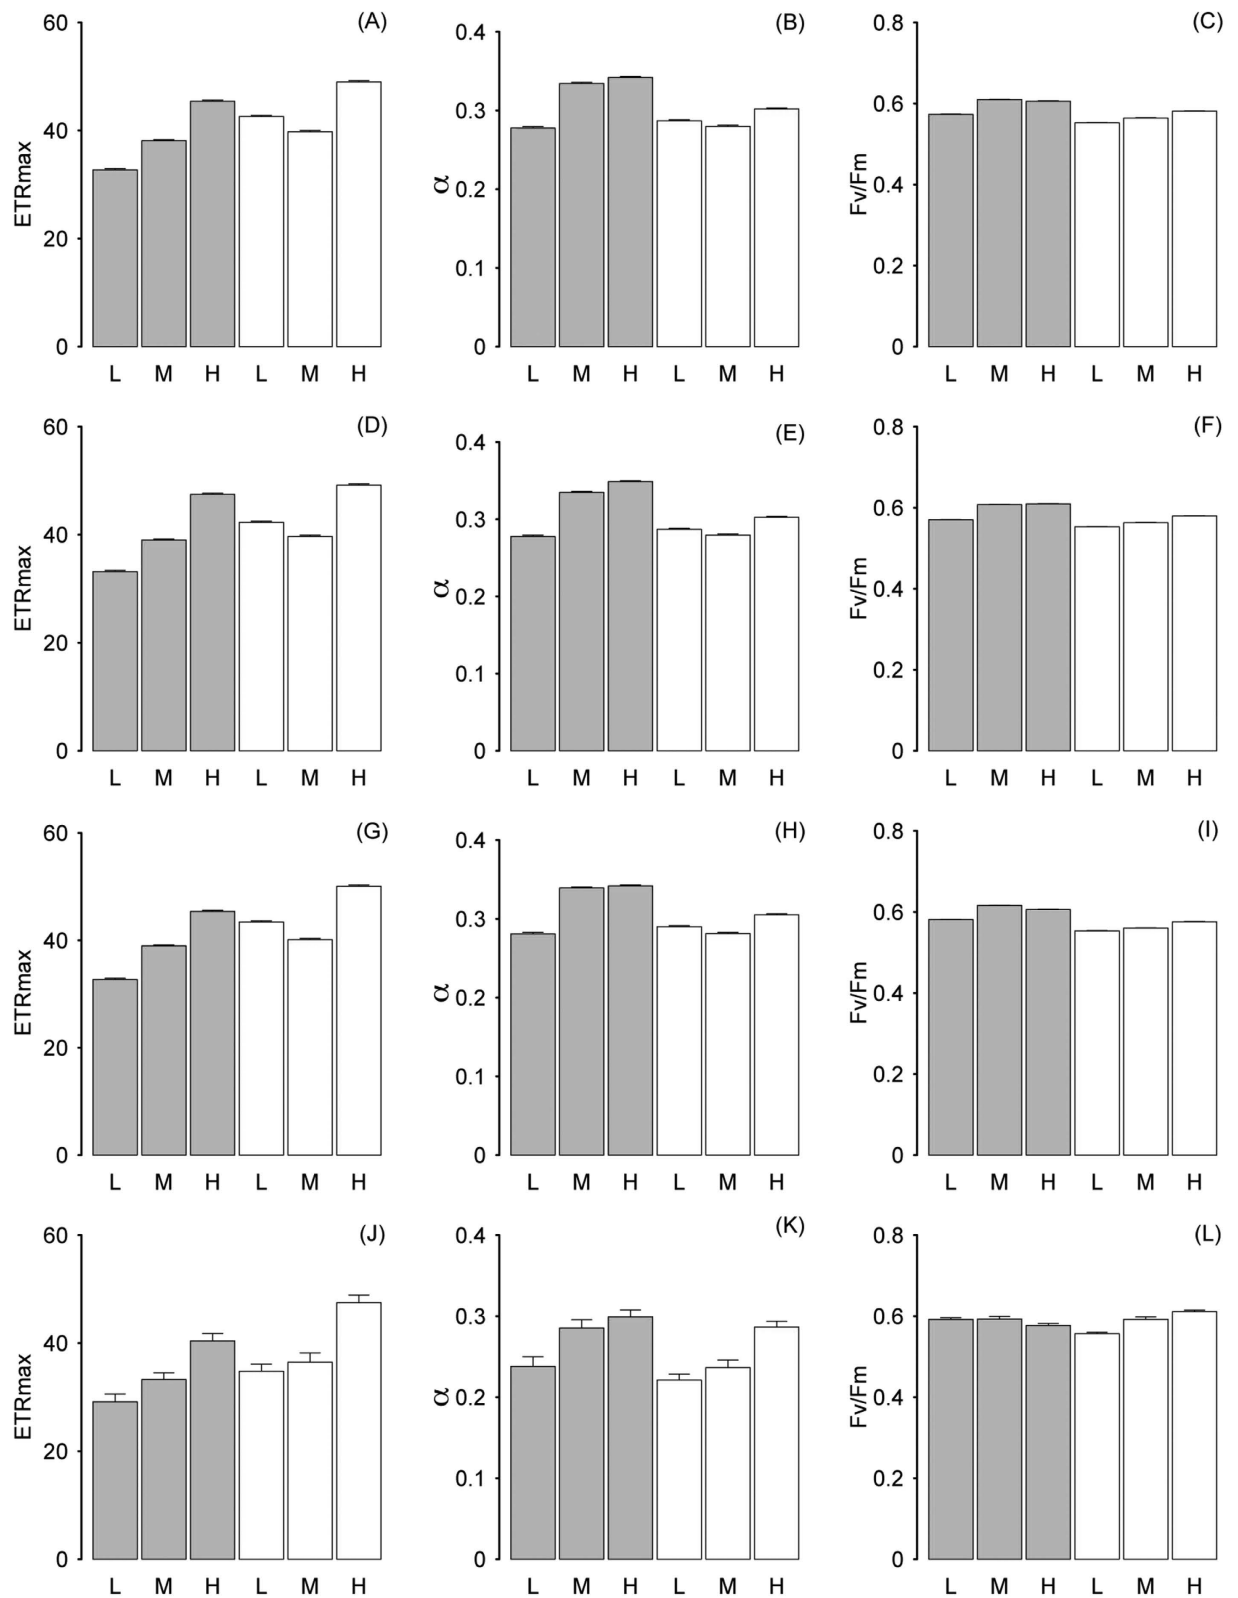 (A)
60
40
20
0
ETRmax
L M H L M H
(B)
0.4
0.3
0.2
0.1
0
α
L M H L M H
(C)
0.8
0.6
0.4
0.2
0
Fv/Fm
L M H L M H
(D)
60
40
20
0
ETRmax
L M H L M H
(E)
0.4
0.3
0.2
0.1
0
α
L M H L M H
(F)
0.8
0.6
0.4
0.2
0
Fv/Fm
L M H L M H
(G)
60
40
20
0
ETRmax
L M H L M H
(H)
0.4
0.3
0.2
0.1
0
α
L M H L M H
(I)
0.8
0.6
0.4
0.2
0
Fv/Fm
L M H L M H
(J)
60
40
20
0
ETRmax
L M H L M H
(K)
0.4
0.3
0.2
0.1
0
α
L M H L M H
(L)
0.8
0.6
0.4
0.2
0
Fv/Fm
L M H L M H